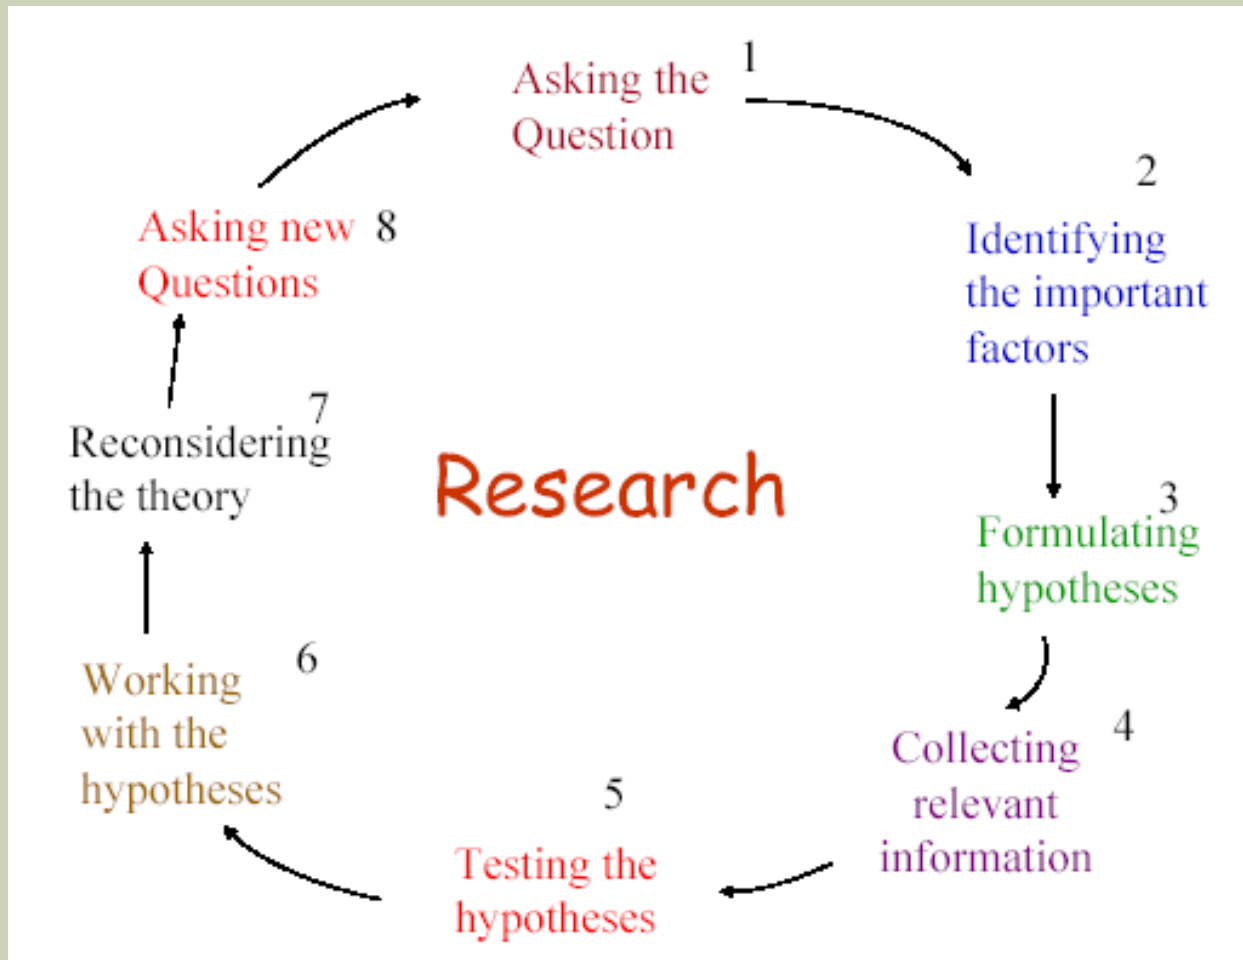 Asking the 1
Question
2
Identifying
the important
factors
3
Formulating
hypotheses
4
Collecting
relevant
information
5
Testing the
hypotheses
6
Working
with the
hypotheses
7
Reconsidering
the theory
Asking new 8
Questions
Research